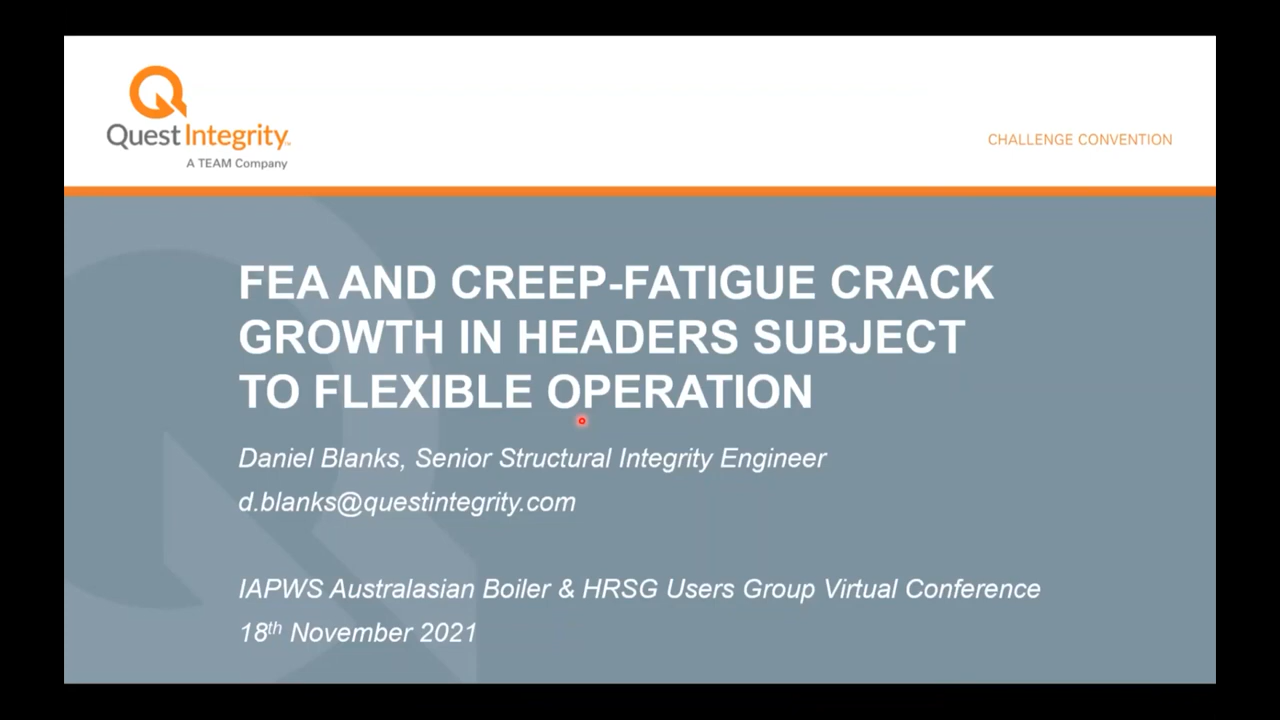 Quest Integrity
A TEAM Company
CHALLENGE CONVENTION
FEA AND CREEP-FATIGUE CRACK
GROWTH IN HEADERS SUBJECT
TO FLEXIBLE OPERATION
Daniel Blanks, Senior Structural Integrity Engineer
d.blanks@questintegrity.com
IAPWS Australasian Boiler & HRSG Users Group Virtual Conference
18th November 2021